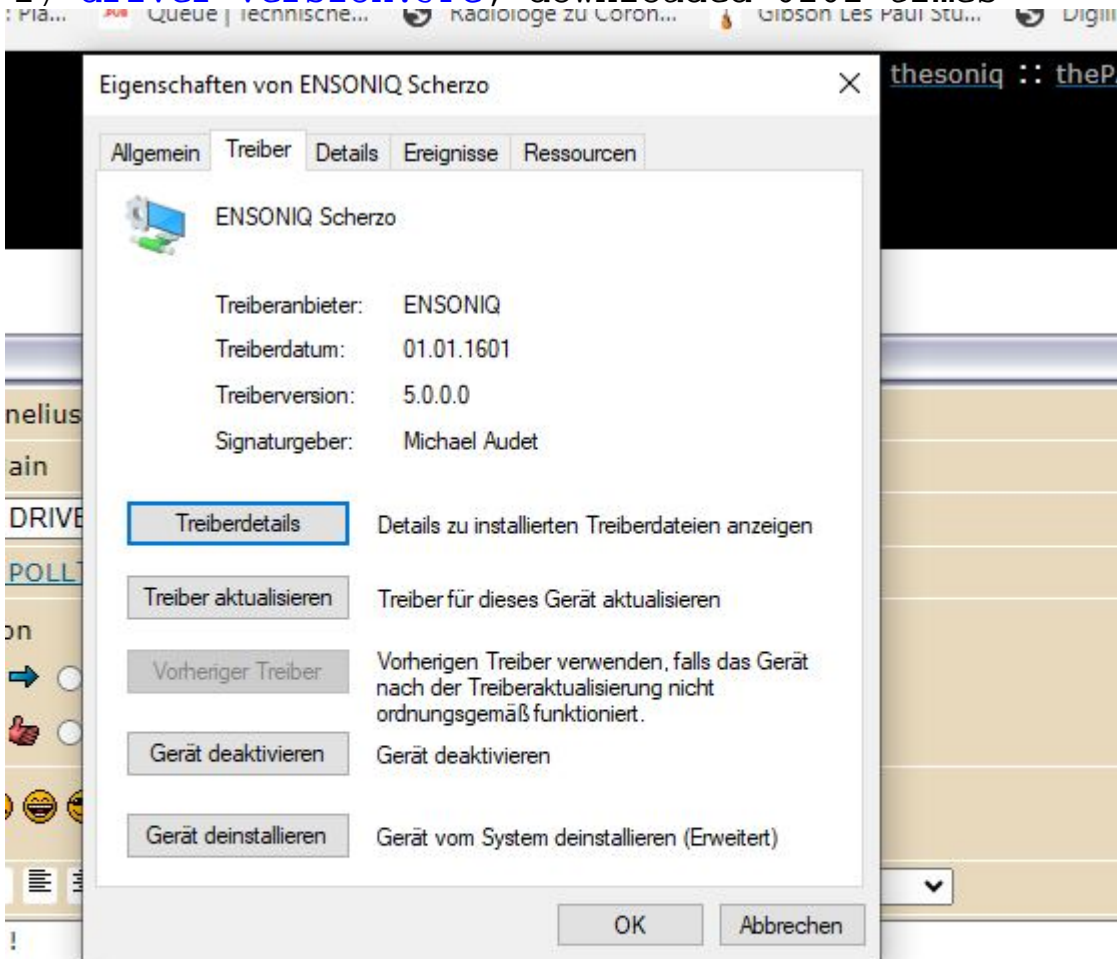 Queue | Technische...
Radiologe zu Coron...
Gibson Les Paul Stu...
thesoniq :: theP
Eigenschaften von ENSONIQ Scherzo
Allgemein Treiber Details Ereignisse Ressourcen
ENSONIQ Scherzo
Treiberanbieter: ENSONIQ
Treiberdatum: 01.01.1601
Treiberversion: 5.0.0.0
Signaturgeber: Michael Audet
nelius
ain
DRIVE
POLL
on
Treiberdetails Details zu installierten Treiberdateien anzeigen
Treiber aktualisieren Treiber für dieses Gerät aktualisieren
Vorheriger Treiber Vorherigen Treiber verwenden, falls das Gerät
nach der Treiberaktualisierung nicht
ordnungsgemäß funktioniert.
Gerät deaktivieren Gerät deaktivieren
Gerät deinstallieren Gerät vom System deinstallieren (Erweitert)
OK Abbrechen
!